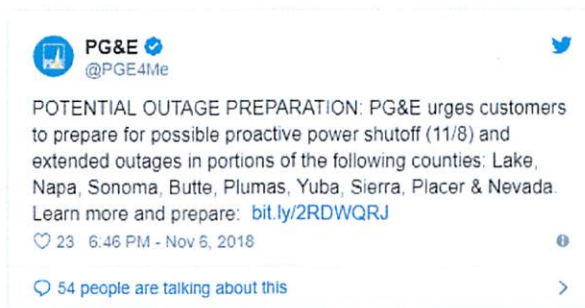 PG&E
@PGE4Me
POTENTIAL OUTAGE PREPARATION: PG&E urges customers
to prepare for possible proactive power shutoff (11/8) and
extended outages in portions of the following counties: Lake,
Napa, Sonoma, Butte, Plumas, Yuba, Sierra, Placer & Nevada.
Learn more and prepare: bit.ly/2RDWQRJ
23 6:46 PM - Nov 6, 2018
54 people are talking about this